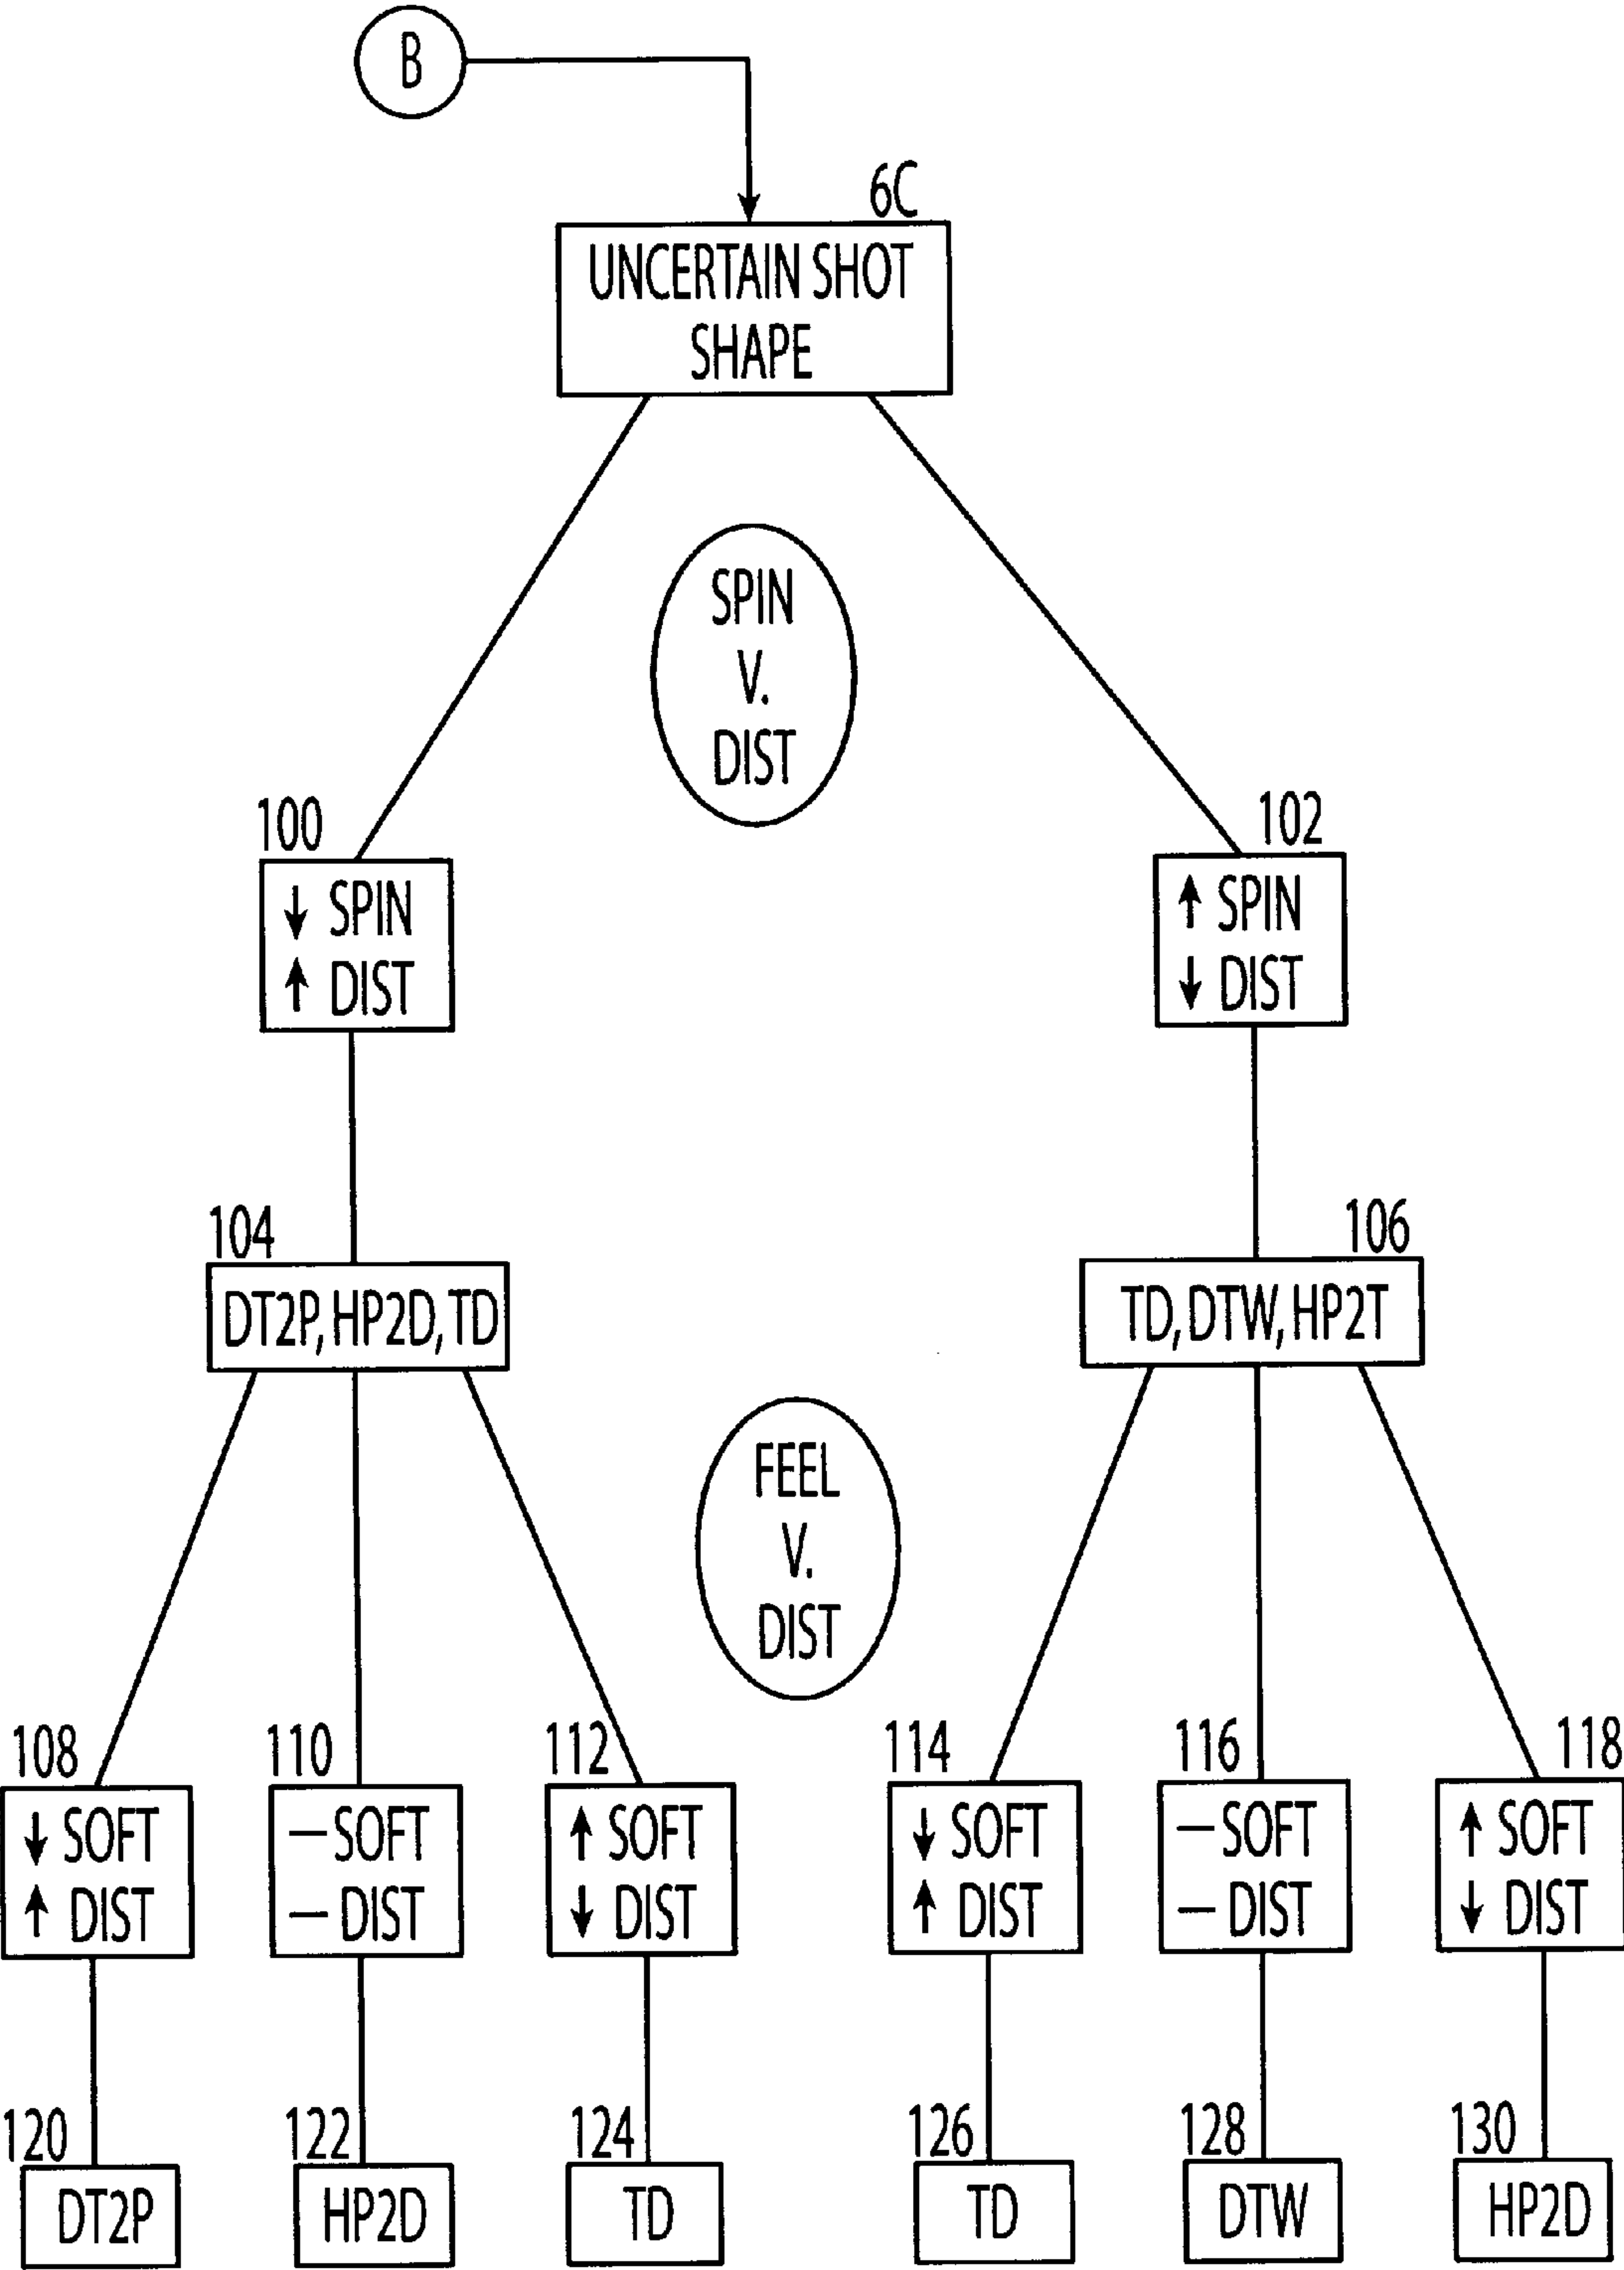 B
6C
UNCERTAIN SHOT
SHAPE
SPIN
V.
DIST
100
↓ SPIN
↑ DIST
102
↑ SPIN
↓ DIST
104
DT2P, HP2D, TD
106
TD, DTW, HP2T
FEEL
V.
DIST
108
↓ SOFT
↑ DIST
110
— SOFT
— DIST
112
↑ SOFT
↓ DIST
114
↓ SOFT
↑ DIST
116
— SOFT
— DIST
118
↑ SOFT
↓ DIST
120
DT2P
122
HP2D
124
TD
126
TD
128
DTW
130
HP2D